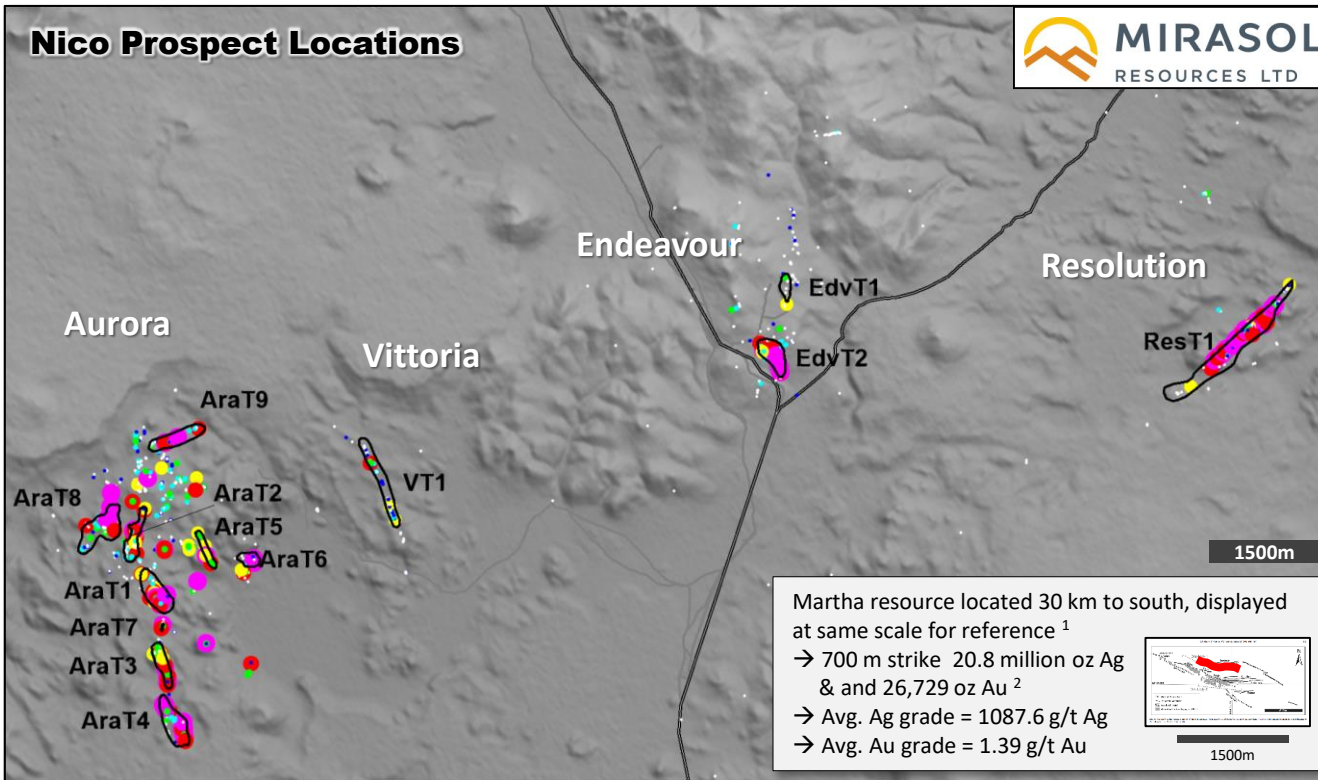 Nico Prospect Locations
MIRASOL
RESOURCES LTD
Endeavour
Resolution
EdvT1
Aurora
Vittoria
ResT1
EdvT2
AraT9
AraT8
AraT2
VT1
AraT5
AraT6
AraT1
AraT7
AraT3
AraT4
1500m
Martha resource located 30 km to south, displayed
at same scale for reference 1
→ 700 m strike 20.8 million oz Ag
& and 26,729 oz Au 2
→ Avg. Ag grade = 1087.6 g/t Ag
→ Avg. Au grade = 1.39 g/t Au
1500m